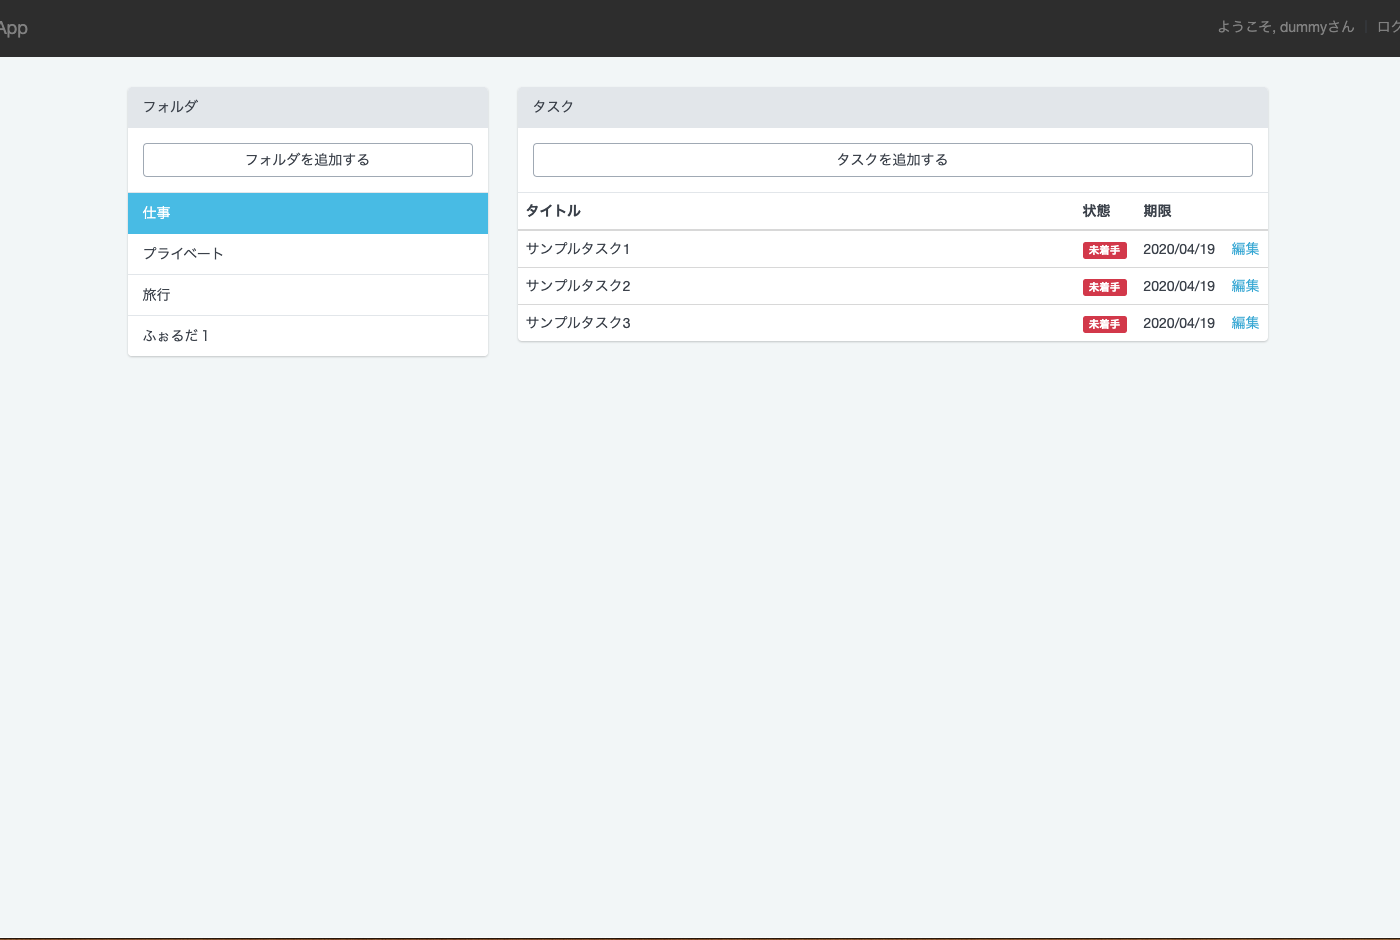 App
ようこそ, dummyさん
フォルダ
フォルダを追加する
仕事
プライベート
旅行
ふぉるだ１
タスク
タスクを追加する
タイトル 状態 期限
サンプルタスク1 未着手 2020/04/19 編集
サンプルタスク2 未着手 2020/04/19 編集
サンプルタスク3 未着手 2020/04/19 編集